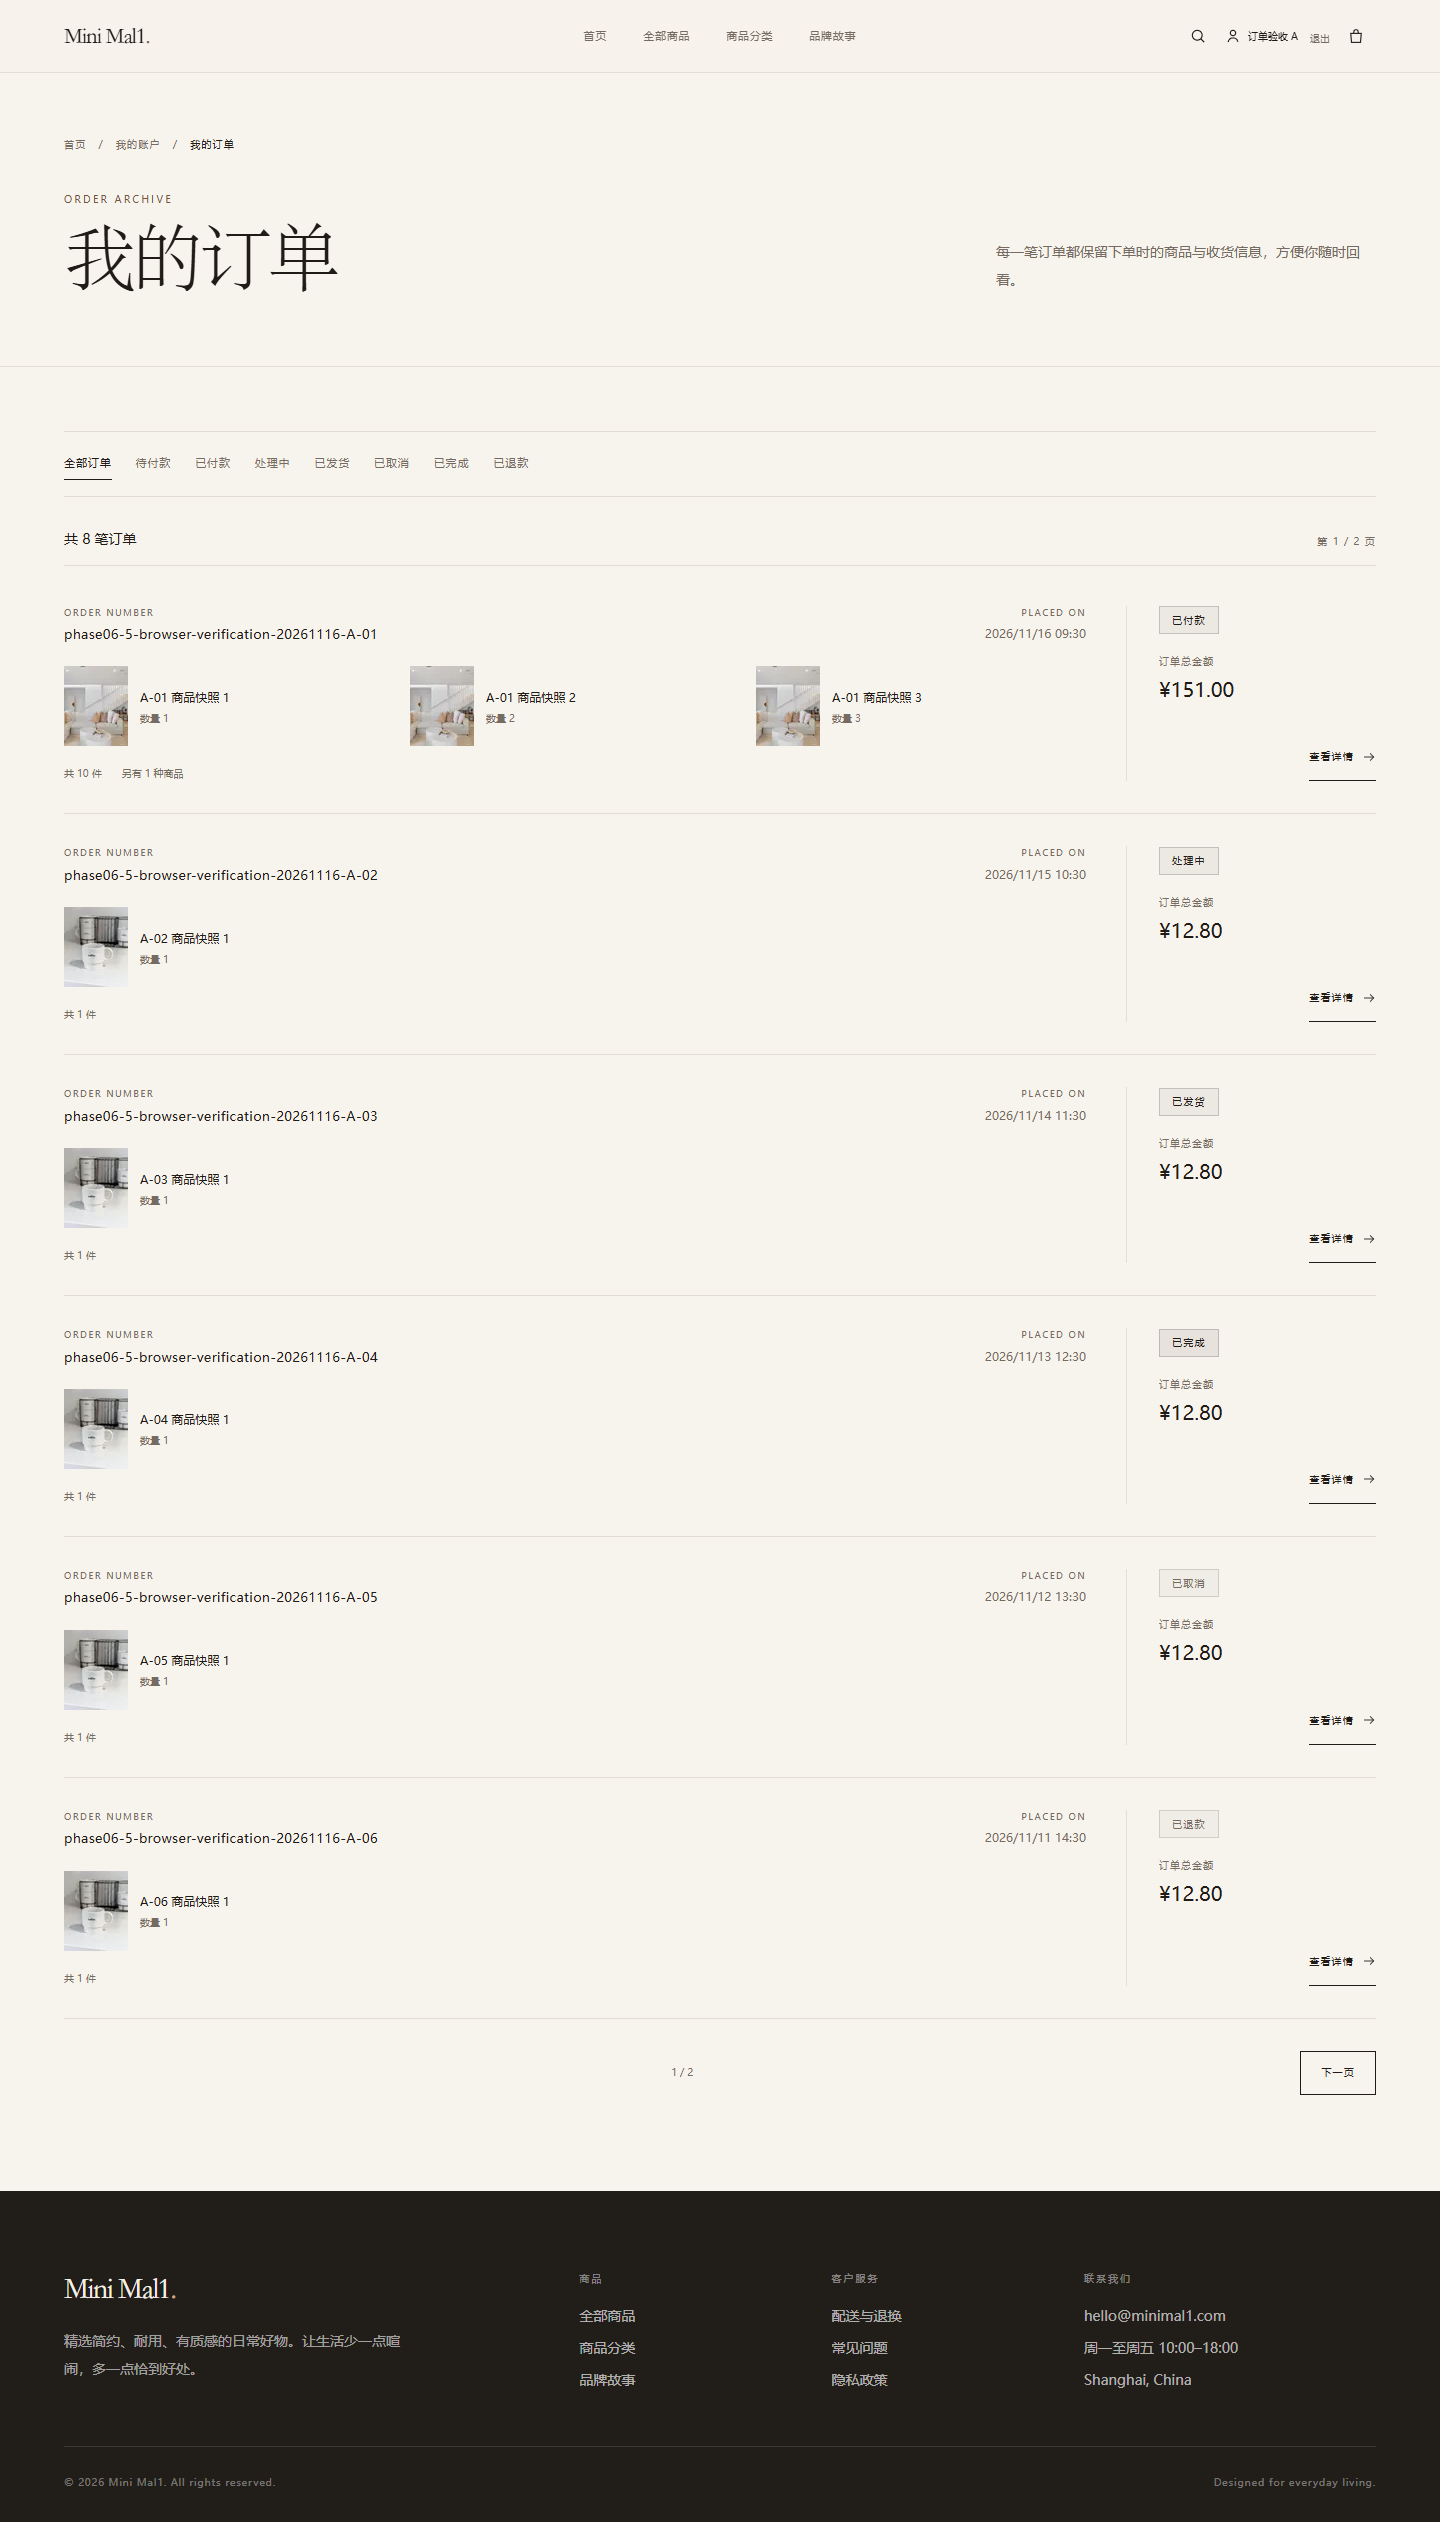 Mini Mal1.
首页 全部商品 商品分类 品牌故事
订单验收 A 退出
首页 / 我的账户 / 我的订单
ORDER ARCHIVE
我的订单
每一笔订单都保留下单时的商品与收货信息，方便你随时回
看。
全部订单 待付款 已付款 处理中 已发货 已取消 已完成 已退款
共 8 笔订单
第 1 / 2 页
ORDER NUMBER
phase06-5-browser-verification-20261116-A-01
PLACED ON
2026/11/16 09:30
A-01 商品快照 1
数量 1
A-01 商品快照 2
数量 2
A-01 商品快照 3
数量 3
共 10 件 另有 1 种商品
已付款
订单总金额
¥151.00
查看详情 →
ORDER NUMBER
phase06-5-browser-verification-20261116-A-02
PLACED ON
2026/11/15 10:30
A-02 商品快照 1
数量 1
共 1 件
处理中
订单总金额
¥12.80
查看详情 →
ORDER NUMBER
phase06-5-browser-verification-20261116-A-03
PLACED ON
2026/11/14 11:30
A-03 商品快照 1
数量 1
共 1 件
已发货
订单总金额
¥12.80
查看详情 →
ORDER NUMBER
phase06-5-browser-verification-20261116-A-04
PLACED ON
2026/11/13 12:30
A-04 商品快照 1
数量 1
共 1 件
已完成
订单总金额
¥12.80
查看详情 →
ORDER NUMBER
phase06-5-browser-verification-20261116-A-05
PLACED ON
2026/11/12 13:30
A-05 商品快照 1
数量 1
共 1 件
已取消
订单总金额
¥12.80
查看详情 →
ORDER NUMBER
phase06-5-browser-verification-20261116-A-06
PLACED ON
2026/11/11 14:30
A-06 商品快照 1
数量 1
共 1 件
已退款
订单总金额
¥12.80
查看详情 →
1 / 2
下一页
Mini Mal1.
精选简约、耐用、有质感的日常好物。让生活少一点喧
闹，多一点恰到好处。
商品
全部商品
商品分类
品牌故事
客户服务
配送与退换
常见问题
隐私政策
联系我们
hello@minimal1.com
周一至周五 10:00–18:00
Shanghai, China
© 2026 Mini Mal1. All rights reserved.
Designed for everyday living.